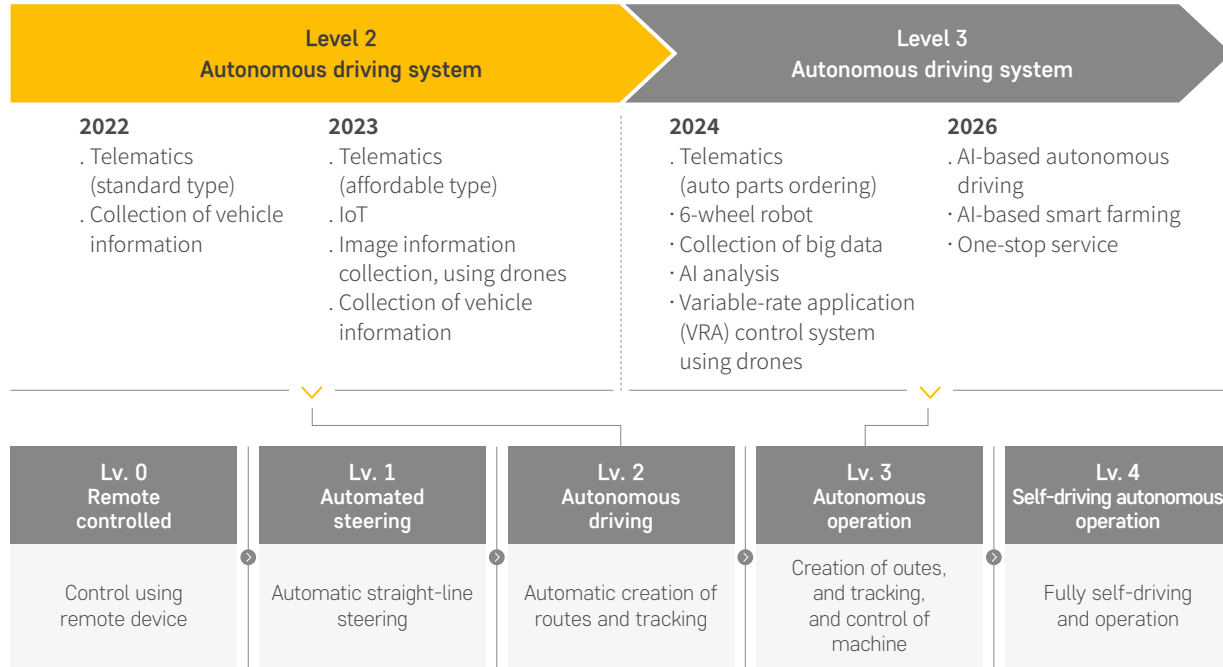 Level 2
Autonomous driving system
Level 3
Autonomous driving system
2022
. Telematics
(standard type)
. Collection of vehicle
information
2023
. Telematics
(affordable type)
. IoT
. Image information
collection, using drones
. Collection of vehicle
information
2024
. Telematics
(auto parts ordering)
· 6-wheel robot
· Collection of big data
· AI analysis
· Variable-rate application
(VRA) control system
using drones
2026
. AI-based autonomous
driving
· AI-based smart farming
· One-stop service
Lv. 0
Remote
controlled
Control using
remote device
Lv. 1
Automated
steering
Automatic straight-line
steering
Lv. 2
Autonomous
driving
Automatic creation of
routes and tracking
Lv. 3
Autonomous
operation
Creation of outes,
and tracking,
and control of
machine
Lv. 4
Self-driving autonomous
operation
Fully self-driving
and operation